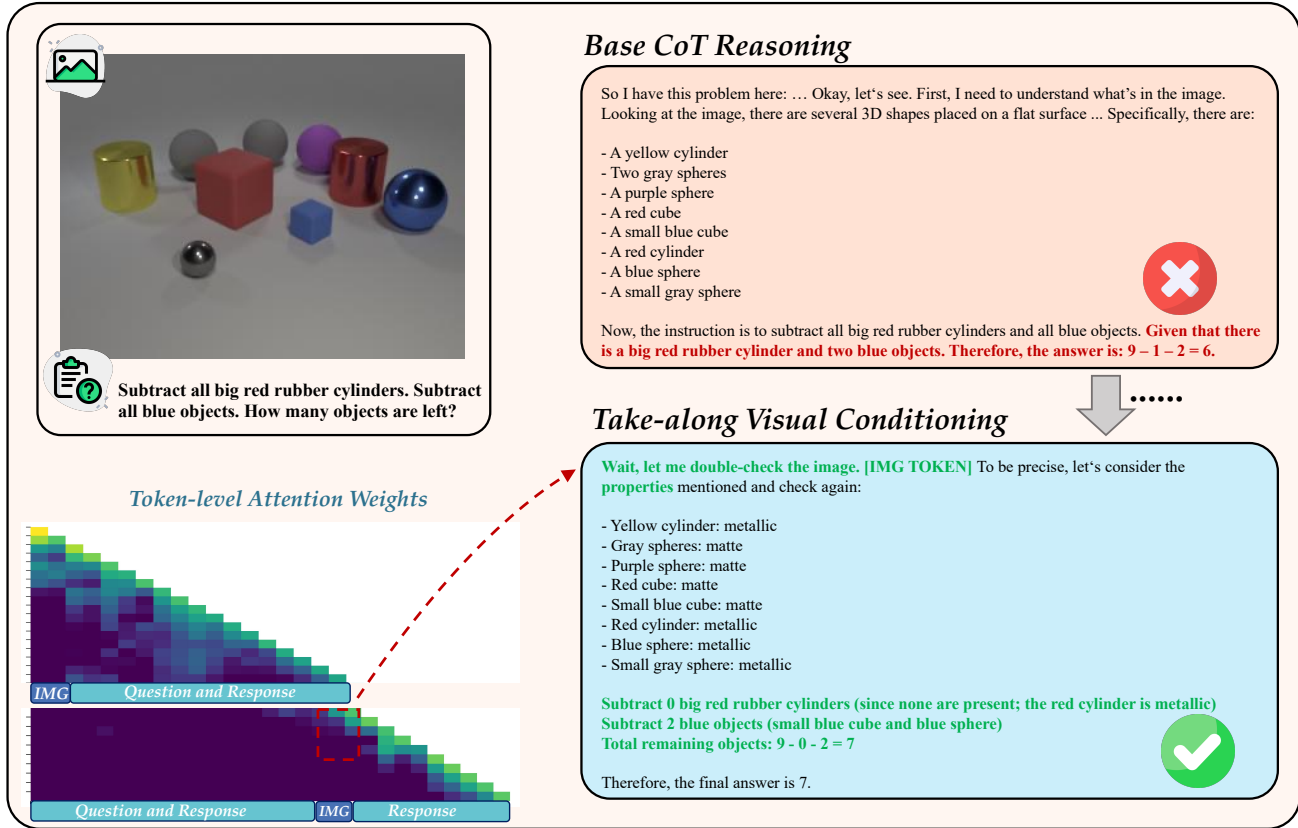 Base CoT Reasoning
So I have this problem here: … Okay, let‘s see. First, I need to understand what’s in the image.
Looking at the image, there are several 3D shapes placed on a flat surface ... Specifically, there are:
- A yellow cylinder
- Two gray spheres
- A purple sphere
- A red cube
- A small blue cube
- A red cylinder
- A blue sphere
- A small gray sphere
Now, the instruction is to subtract all big red rubber cylinders and all blue objects. Given that there
is a big red rubber cylinder and two blue objects. Therefore, the answer is: 9 – 1 – 2 = 6.
Subtract all big red rubber cylinders. Subtract
all blue objects. How many objects are left?
......
Take-along Visual Conditioning
Wait, let me double-check the image. [IMG TOKEN] To be precise, let‘s consider the
properties mentioned and check again:
- Yellow cylinder: metallic
- Gray spheres: matte
- Purple sphere: matte
- Red cube: matte
- Small blue cube: matte
- Red cylinder: metallic
- Blue sphere: metallic
- Small gray sphere: metallic
Subtract 0 big red rubber cylinders (since none are present; the red cylinder is metallic)
Subtract 2 blue objects (small blue cube and blue sphere)
Total remaining objects: 9 - 0 - 2 = 7
Therefore, the final answer is 7.
Token-level Attention Weights
IMG Question and Response
Question and Response IMG Response